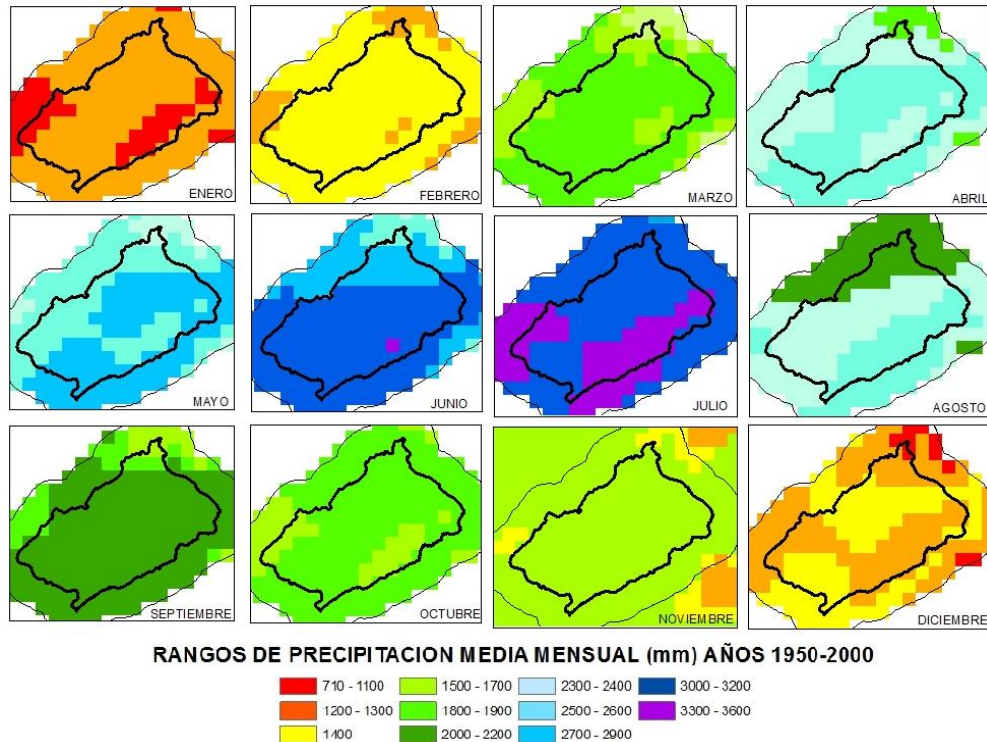 ENERO
FEBRERO
MARZO
ABRIL
MAYO
JUNIO
JULIO
AGOSTO
SEPTIEMBRE
OCTUBRE
NOVIEMBRE
DICIEMBRE
RANGOS DE PRECIPITACION MEDIA MENSUAL (mm) AÑOS 1950-2000
710 - 1100
1200 - 1300
1400
1500 - 1700
1800 - 1900
2000 - 2200
2300 - 2400
2500 - 2600
2700 - 2900
3000 - 3200
3300 - 3600